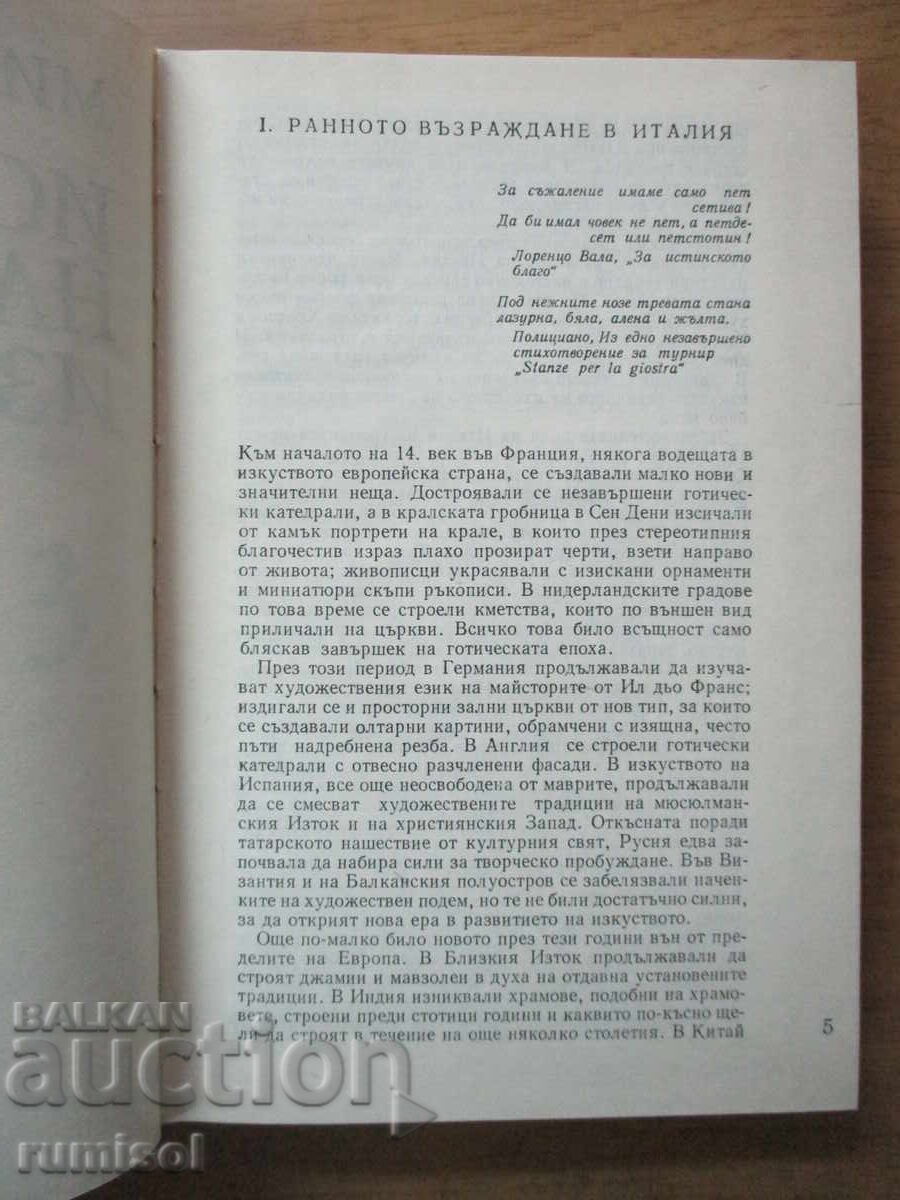 I. РАННОТО ВЪЗРАЖДАНЕ В ИТАЛИЯ
За съжаление имаме само пет
сетива!
Да би имал човек не пет, а петде-
сет или петстотин!
Лоренцо Вала, „За истинското
благо“
Под нежните нозе тревата стана
лазурна, бяла, алена и жълта.
Полициано, Из едно незавършено
стихотворение за турнир
„Stanze per la giostra“
Към началото на 14. век във Франция, някога водещата в
изкуството европейска страна, се създавали малко нови и
значителни неща. Достроявали се незавършени готичес-
ки катедрали, а в кралската гробница в Сен Дени изсичали
от камък портрети на крале, в които през стереотипния
благочестив израз плахо прозират черти, взети направо
от живота; живописци украсявали с изискани орнаменти
и миниатюри скъпи ръкописи. В нидерландските градове
по това време се строели кметства, които по външен вид
приличали на църкви. Всичко това било всъщност само
бляскав завършек на готическата епоха.
През този период в Германия продължавали да изуча-
ват художествения език на майсторите от Ил дьо Франс;
издигали се и просторни зални църкви от нов тип, за които
се създавали олтарни картини, обрамчени с изящна, често
пъти надребнена резба. В Англия се строели готически
катедрали с отвесно разчленени фасади. В изкуството на
Испания, все още неосвободена от маврите, продължавали
да се смесват художествените традиции на мюсюлман-
ския Изток и на християнския Запад. Откъсната поради
татарското нашествие от културния свят, Русия едва за-
почвала да набира сили за творческо пробуждане. Във Ви-
зантия и на Балканския полуостров се забелязвали начен-
ките на художествен подем, но те не били достатъчно силни,
за да открият нова ера в развитието на изкуството.
Още по-малко било новото през тези години вън от пре-
делите на Европа. В Близкия Изток продължавали да
строят джамии и мавзолеи в духа на отдавна установените
традиции. В Индия изниквали храмове, подобни на храмо-
вете, строени преди стотици години и каквито по-късно ще-
ли да строят в течение на още няколко столетия. В Китай
5
BALKAN
auction
rumisol